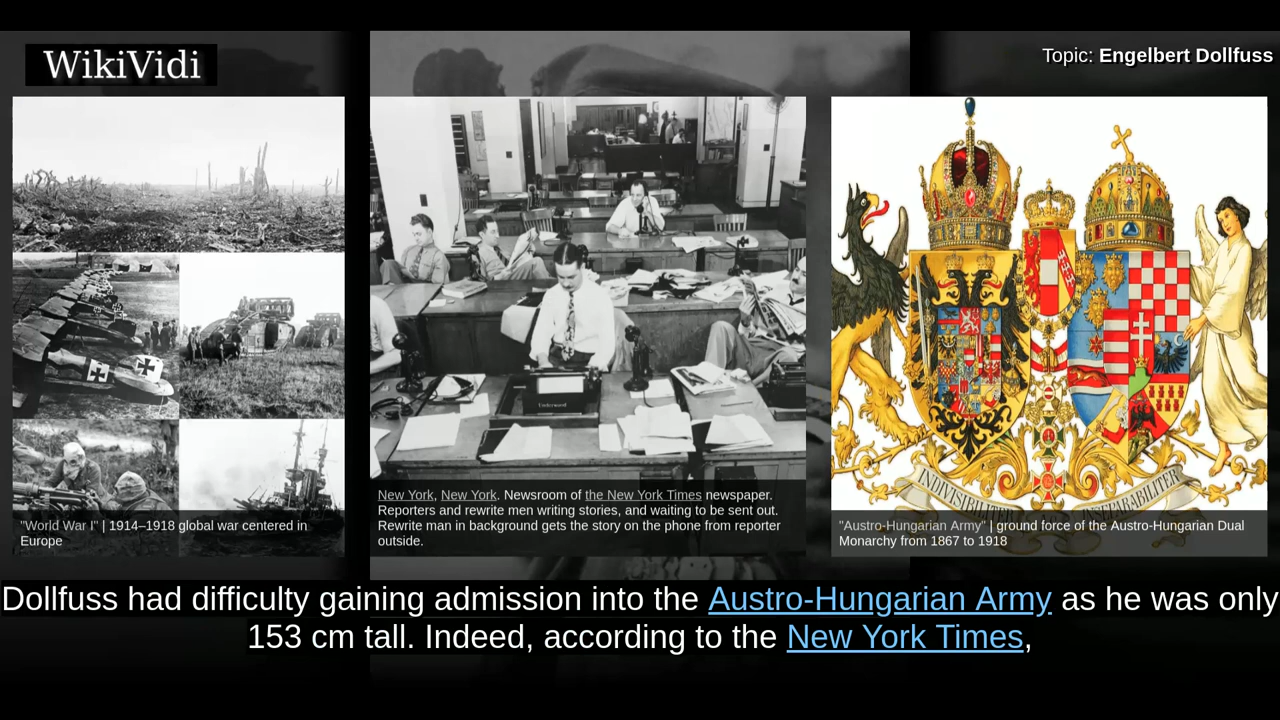 WikiVidi
Topic: Engelbert Dollfuss
Underwood
INDIVISIBILITER
INSEPARABILITER
"World War I" | 1914–1918 global war centered in
Europe
New York, New York. Newsroom of the New York Times newspaper.
Reporters and rewrite men writing stories, and waiting to be sent out.
Rewrite man in background gets the story on the phone from reporter
outside.
"Austro-Hungarian Army" | ground force of the Austro-Hungarian Dual
Monarchy from 1867 to 1918
Dollfuss had difficulty gaining admission into the Austro-Hungarian Army as he was only
153 cm tall. Indeed, according to the New York Times,